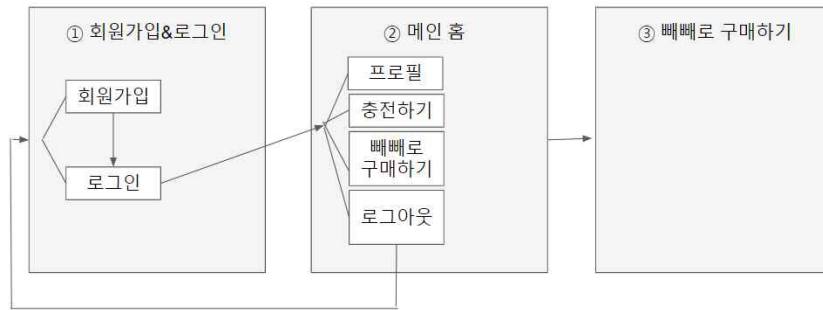 ① 회원가입&로그인
회원가입
로그인
② 메인 홈
프로필
충전하기
빼빼로
구매하기
로그아웃
③ 빼빼로 구매하기